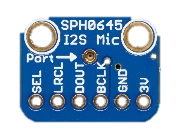 SPH0645
I2S Mic
Port
SEL
LRCL
DOUT
BCLK
GND
3V